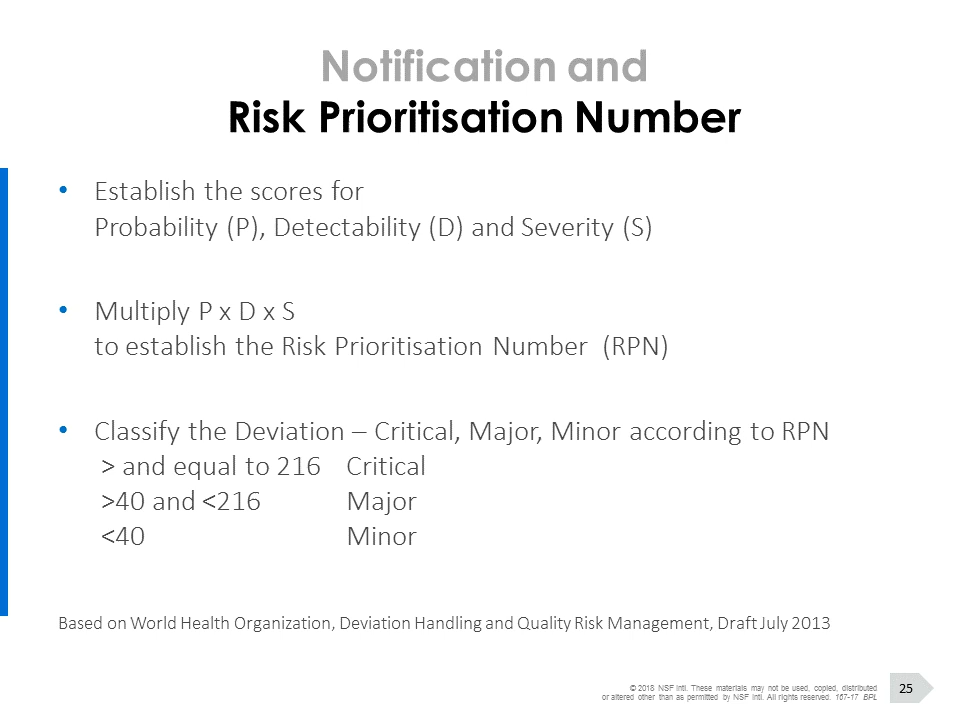 Notification and
Risk Prioritisation Number
• Establish the scores for
Probability (P), Detectability (D) and Severity (S)
• Multiply P x D x S
to establish the Risk Prioritisation Number (RPN)
• Classify the Deviation – Critical, Major, Minor according to RPN
> and equal to 216 Critical
>40 and <216 Major
<40 Minor
Based on World Health Organization, Deviation Handling and Quality Risk Management, Draft July 2013
© 2018 NSF Intl. These materials may not be used, copied, distributed
or altered other than as permitted by NSF Intl. All rights reserved. 167-17 BPL
25